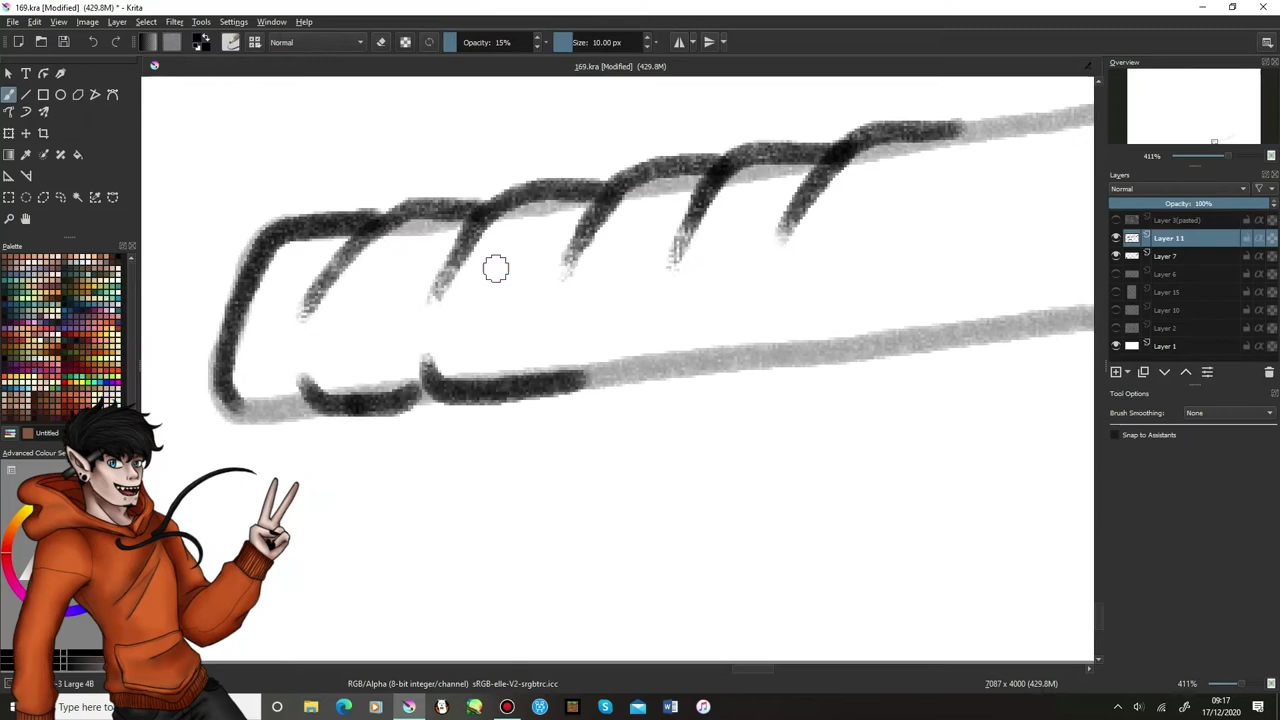 169.kra [Modified] (429.8M) - Krita
File Edit View Image Layer Select Filter Tools Settings Window Help
Normal
Opacity: 15%
Size: 10.00 px
169.kra [Modified] (429.8M)
Overview
411%
Layers
Normal
Opacity: 100%
Layer 3(pasted)
Layer 11
Layer 7
Layer 6
Layer 15
Layer 10
Layer 2
Layer 1
Tool Options
Brush Smoothing: None
Snap to Assistants
Palette
Untitled
Advanced Colour Se
-3 Large 4B
RGB/Alpha (8-bit integer/channel) sRGB-elle-V2-srgbtrc.icc
7087 x 4000 (429.8M)
411%
Type here to
09:17
17/12/2020